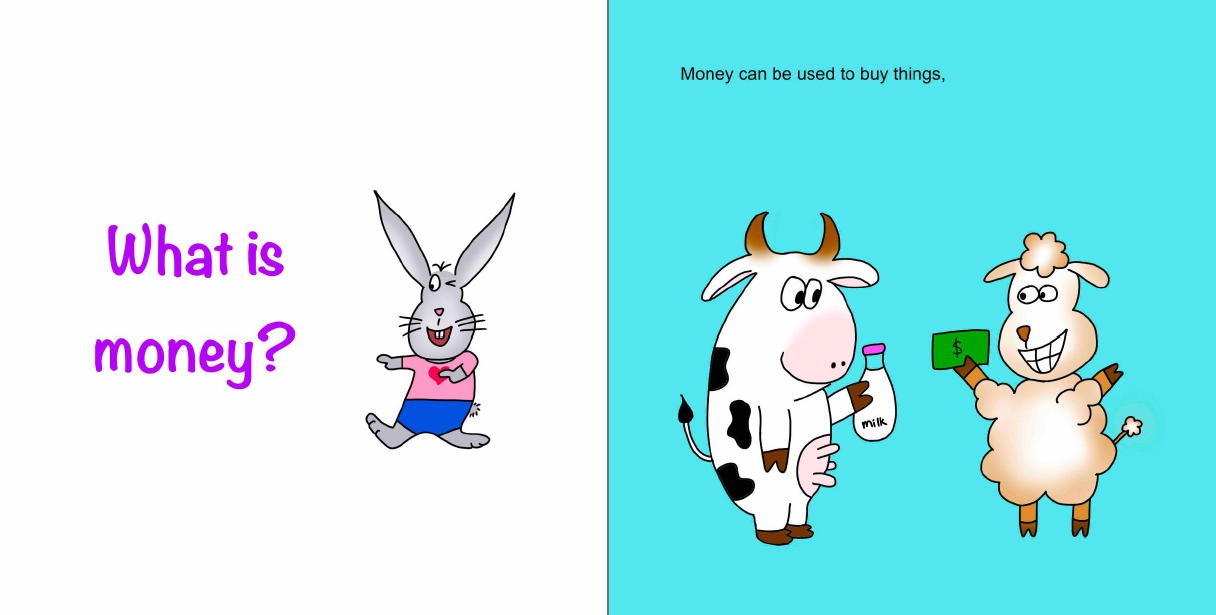 What is
money?
Money can be used to buy things,
$
milk